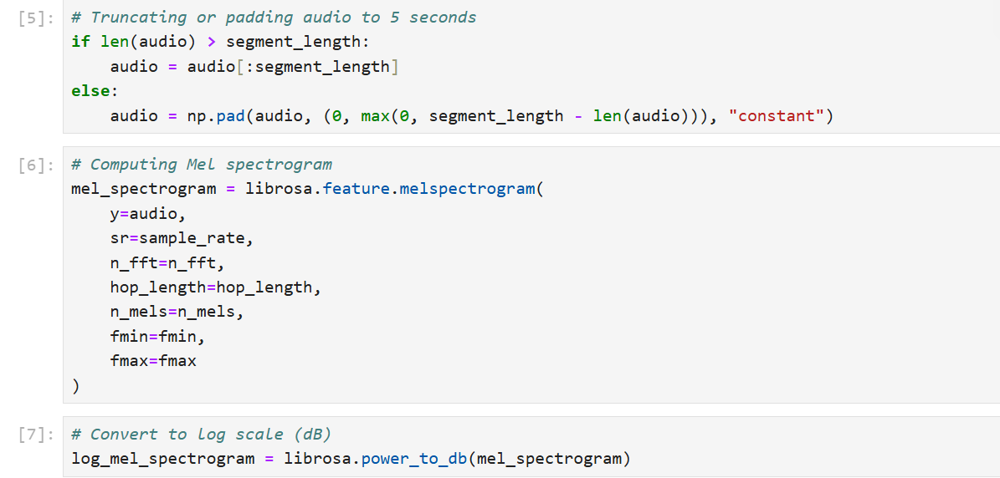 [5]: # Truncating or padding audio to 5 seconds
if len(audio) > segment_length:
    audio = audio[:segment_length]
else:
    audio = np.pad(audio, (0, max(0, segment_length - len(audio))), "constant")
[6]: # Computing Mel spectrogram
mel_spectrogram = librosa.feature.melspectrogram(
    y=audio,
    sr=sample_rate,
    n_fft=n_fft,
    hop_length=hop_length,
    n_mels=n_mels,
    fmin=fmin,
    fmax=fmax
)
[7]: # Convert to log scale (dB)
log_mel_spectrogram = librosa.power_to_db(mel_spectrogram)